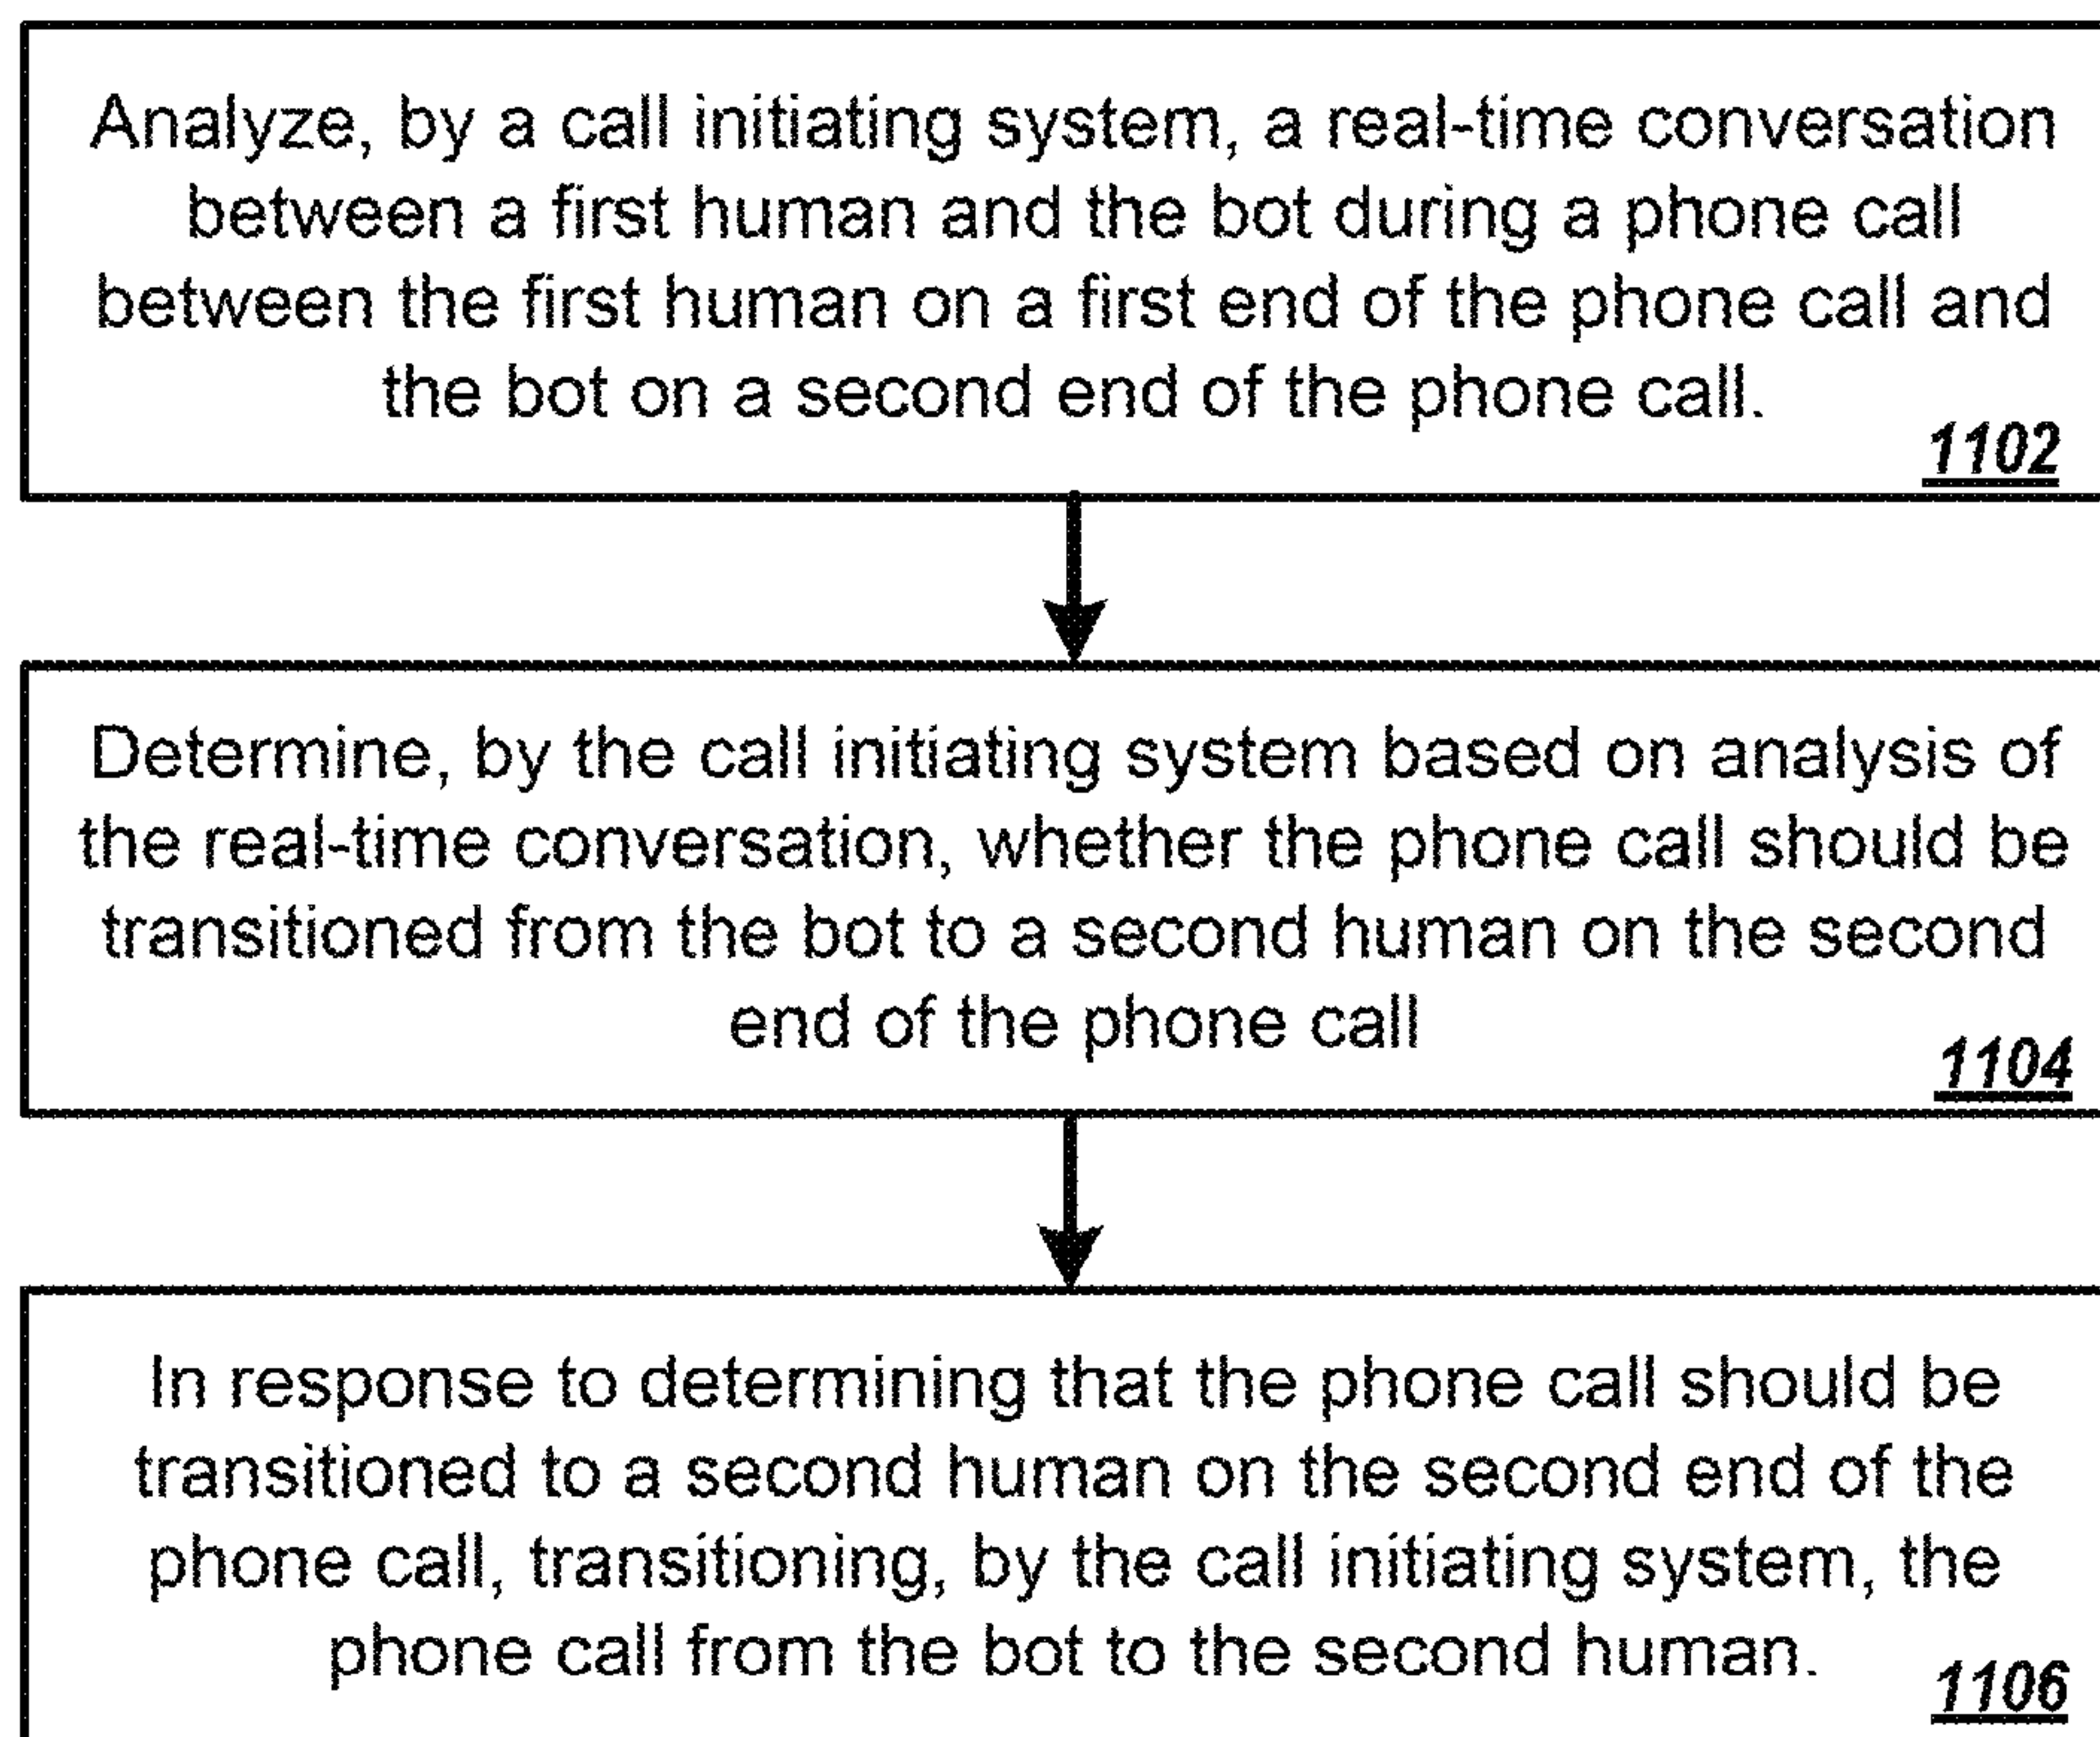 Analyze, by a call initiating system, a real-time conversation
between a first human and the bot during a phone call
between the first human on a first end of the phone call and
the bot on a second end of the phone call.
1102
Determine, by the call initiating system based on analysis of
the real-time conversation, whether the phone call should be
transitioned from the bot to a second human on the second
end of the phone call
1104
In response to determining that the phone call should be
transitioned to a second human on the second end of the
phone call, transitioning, by the call initiating system, the
phone call from the bot to the second human.
1106